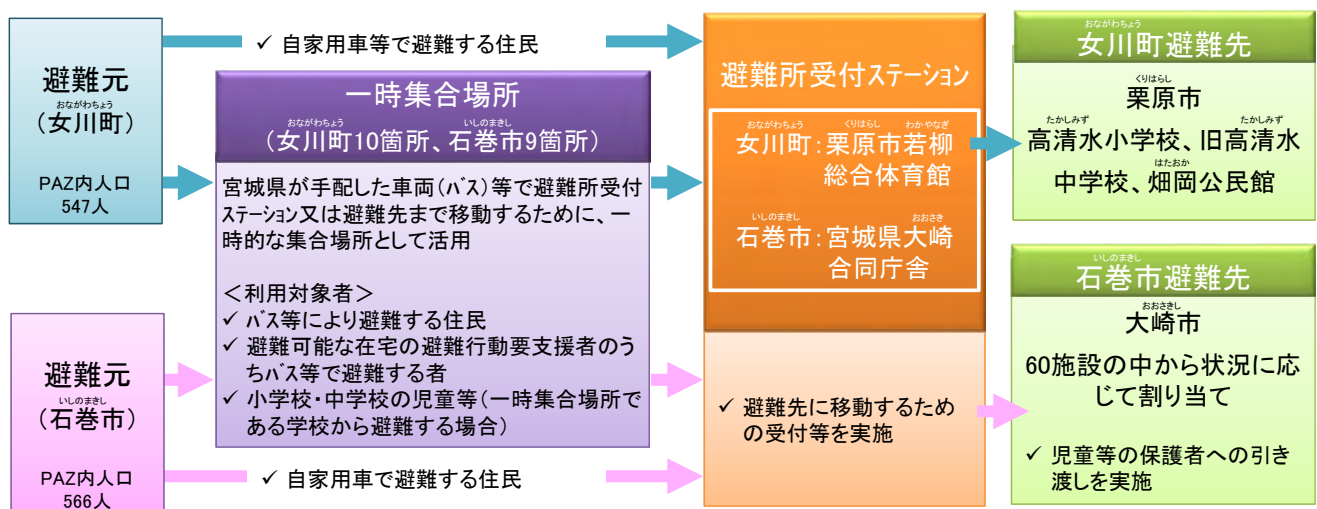 避難元
おながわちょう
(女川町)
PAZ内人口
547人
✓ 自家用車等で避難する住民
一時集合場所
おながわちょう いしのまきし
(女川町10箇所、石巻市9箇所)
宮城県が手配した車両(バス)等で避難所受付
ステーション又は避難先まで移動するために、一
時的な集合場所として活用
<利用対象者>
✓ バス等により避難する住民
✓ 避難可能な在宅の避難行動要支援者のう
ちバス等で避難する者
✓ 小学校・中学校の児童等(一時集合場所で
ある学校から避難する場合)
避難元
いしのまきし
(石巻市)
PAZ内人口
566人
✓ 自家用車で避難する住民
避難所受付ステーション
おながわちょう くりはらし わかやなぎ
女川町:栗原市若柳
総合体育館
いしのまきし おおさき
石巻市:宮城県大崎
合同庁舎
✓ 避難先に移動するため
の受付等を実施
おながわちょう
女川町避難先
くりはらし
栗原市
たかしみず たかしみず
高清水小学校、旧高清水
はたおか
中学校、畑岡公民館
いしのまきし
石巻市避難先
おおさきし
大崎市
60施設の中から状況に応
じて割り当て
✓ 児童等の保護者への引き
渡しを実施